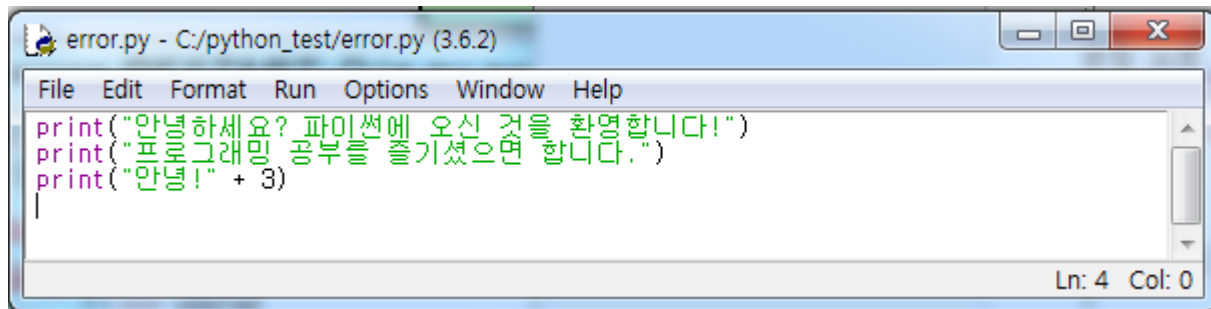 error.py - C:/python_test/error.py (3.6.2)
File Edit Format Run Options Window Help
print("안녕하세요? 파이썬에 오신 것을 환영합니다!")
print("프로그래밍 공부를 즐기셨으면 합니다.")
print("안녕!" + 3)
Ln: 4 Col: 0